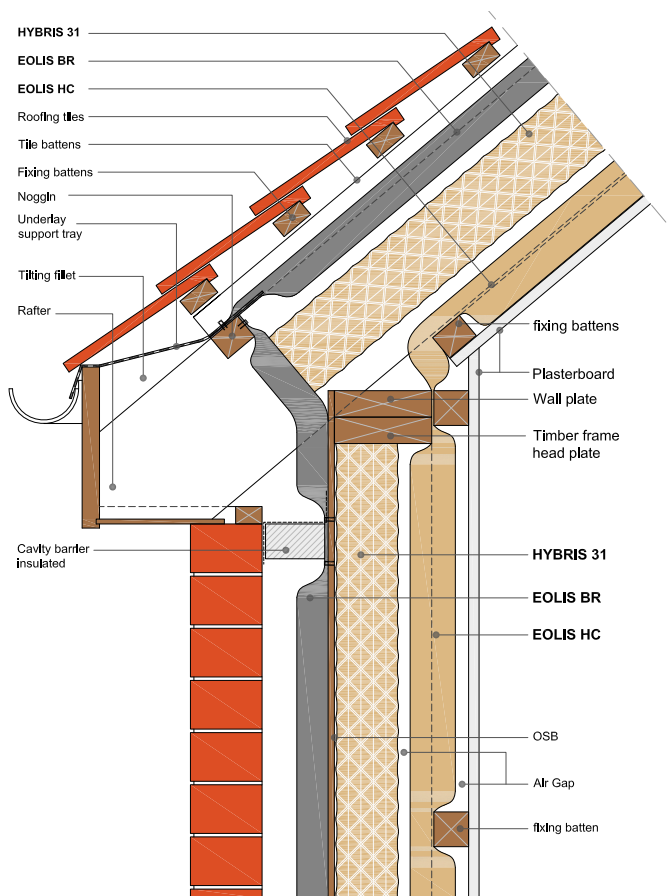 HYBRIS 31
EOLIS BR
EOLIS HC
Roofing tiles
Tile battens
Fixing battens
Noggin
Underlay
support tray
Tilting fillet
Rafter
fixing battens
Plasterboard
Wall plate
Timber frame
head plate
Cavity barrier
insulated
HYBRIS 31
EOLIS BR
EOLIS HC
OSB
Air Gap
fixing batten